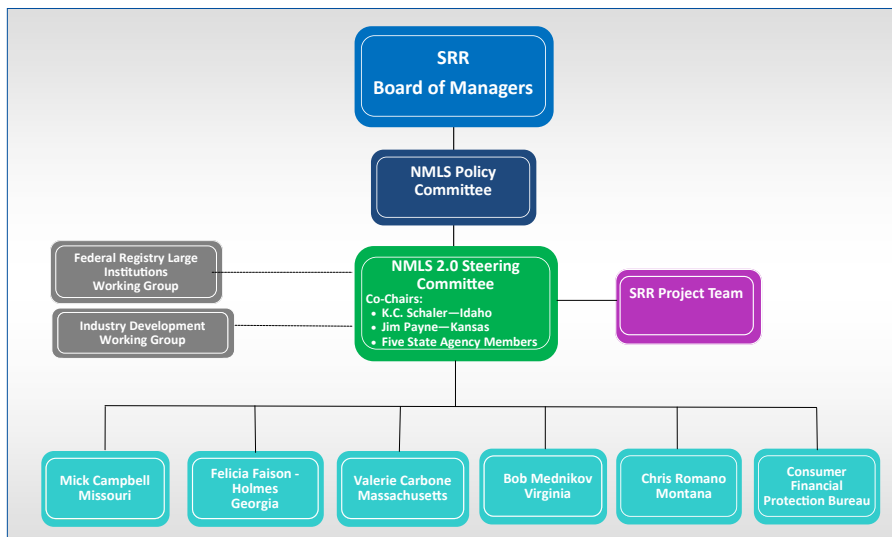 SRR
Board of Managers
NMLS Policy
Committee
Federal Registry Large
Institutions
Working Group
NMLS 2.0 Steering
Committee
Co-Chairs:
• K.C. Schaler—Idaho
• Jim Payne—Kansas
• Five State Agency Members
SRR Project Team
Industry Development
Working Group
Mick Campbell
Missouri
Felicia Faison -
Holmes
Georgia
Valerie Carbone
Massachusetts
Bob Mednikov
Virginia
Chris Romano
Montana
Consumer
Financial
Protection Bureau